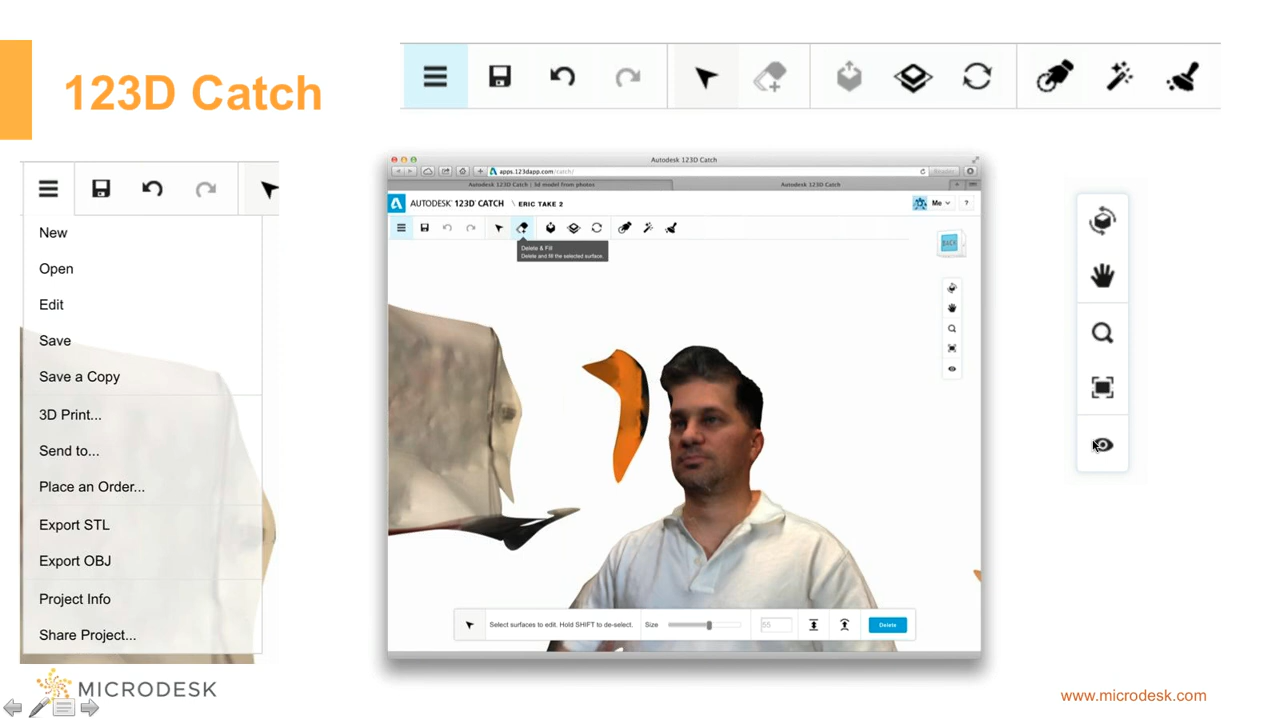 123D Catch
New
Open
Edit
Save
Save a Copy
3D Print...
Send to...
Place an Order...
Export STL
Export OBJ
Project Info
Share Project...
Autodesk 123D Catch
apps.123dapp.com/catch/
Reader
Autodesk 123D Catch | 3d model from photos
Autodesk 123D Catch
AUTODESK® 123D® CATCH / ERIC TAKE 2
Me
?
Delete & Fill
Delete and fill the selected surface.
BACK
Select surfaces to edit. Hold SHIFT to de-select.
Size
55
Delete
MICRODESK
www.microdesk.com